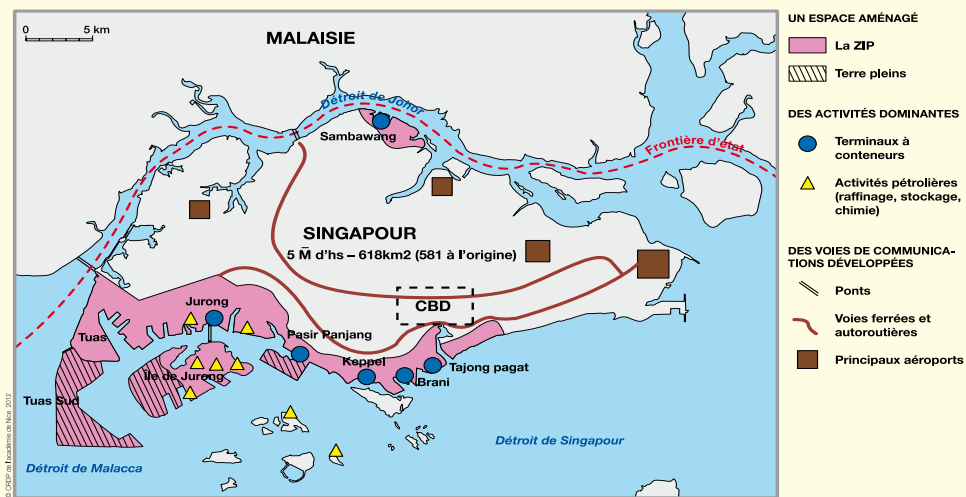 0 5 km
MALAISIE
Détroit de Johor
Sambawang
Frontière d'état
SINGAPOUR
5 M̄ d'hs – 618km2 (581 à l'origine)
CBD
Jurong
Pasir Panjang
Tuas
Keppel
Tajong pagat
Île de Jurong
Brani
Tuas Sud
Détroit de Singapour
Détroit de Malacca
© CRDP de l'académie de Nice 2012
UN ESPACE AMÉNAGÉ
La ZIP
Terre pleins
DES ACTIVITÉS DOMINANTES
Terminaux à
conteneurs
Activités pétrolières
(raffinage, stockage,
chimie)
DES VOIES DE COMMUNICA-
TIONS DÉVELOPPÉES
Ponts
Voies ferrées et
autoroutières
Principaux aéroports